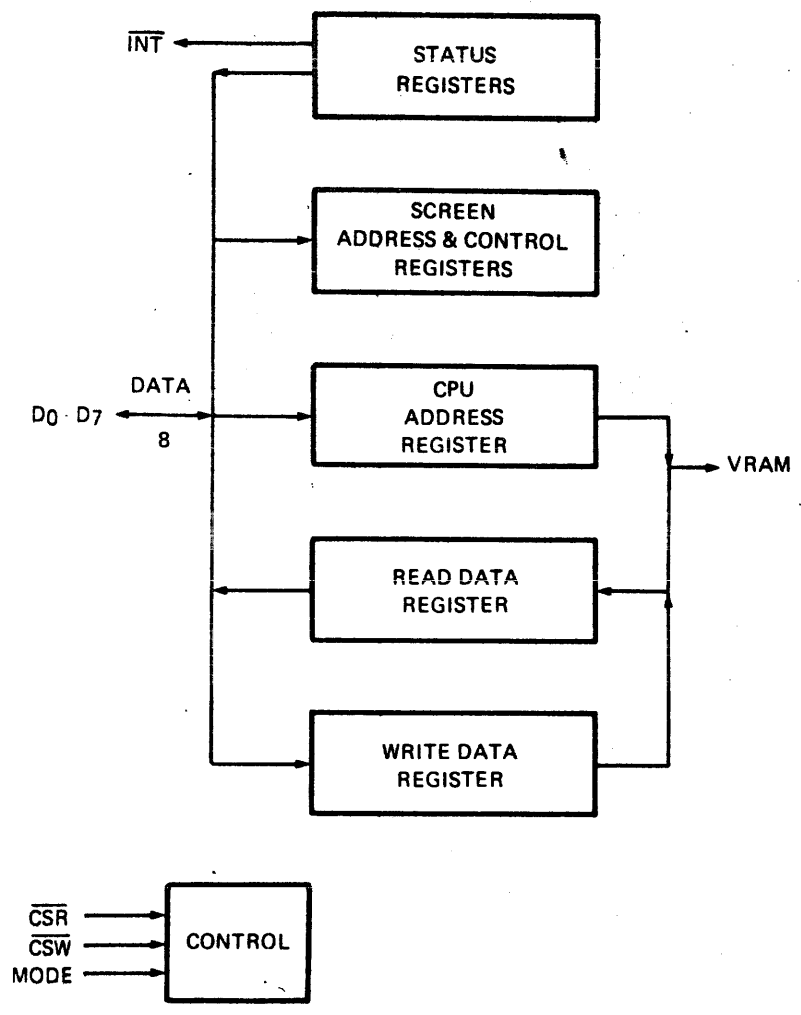 INT
STATUS
REGISTERS
SCREEN
ADDRESS & CONTROL
REGISTERS
DATA
D0 - D7
8
CPU
ADDRESS
REGISTER
VRAM
READ DATA
REGISTER
WRITE DATA
REGISTER
CSR
CSW
MODE
CONTROL